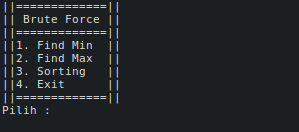 ||=============||
|| Brute Force ||
||=============||
||1. Find Min  ||
||2. Find Max  ||
||3. Sorting   ||
||4. Exit      ||
||=============||
Pilih :